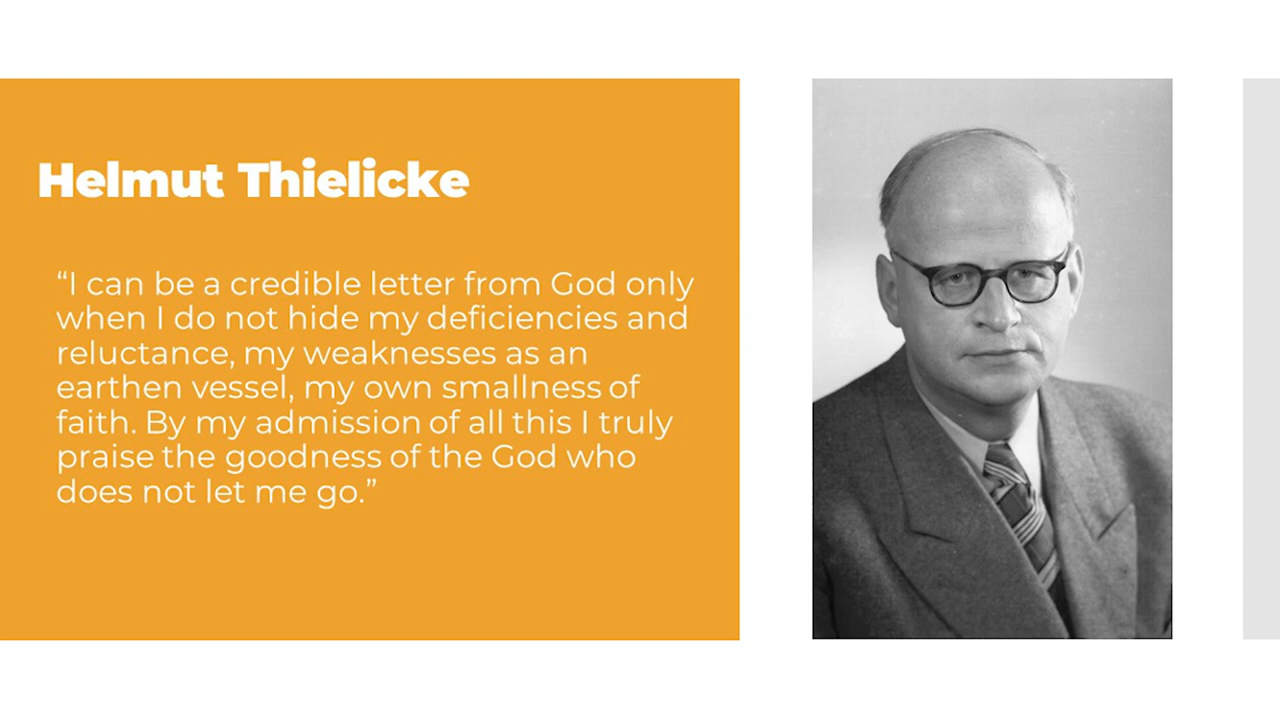 Helmut Thielicke
“I can be a credible letter from God only
when I do not hide my deficiencies and
reluctance, my weaknesses as an
earthen vessel, my own smallness of
faith. By my admission of all this I truly
praise the goodness of the God who
does not let me go.”